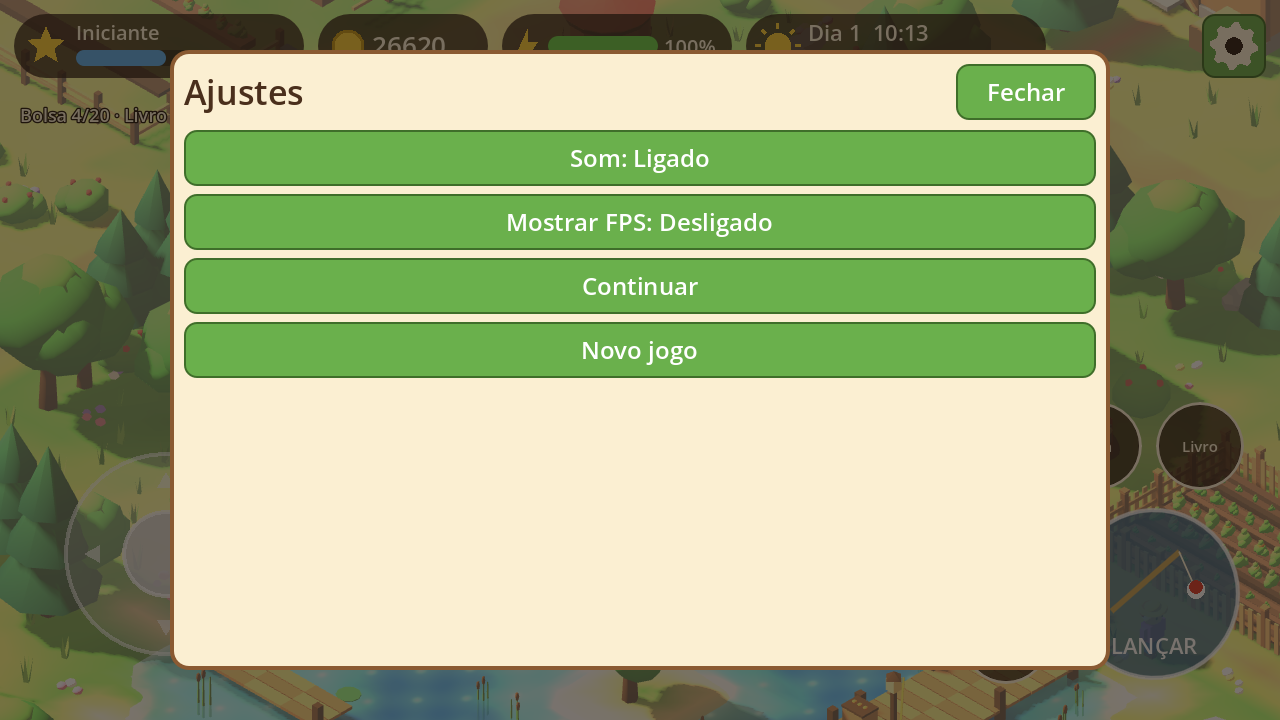 Iniciante
26620
100%
Dia 1 10:13
Bolsa 4/20 · Livro
Ajustes
Fechar
Som: Ligado
Mostrar FPS: Desligado
Continuar
Novo jogo
Livro
LANÇAR